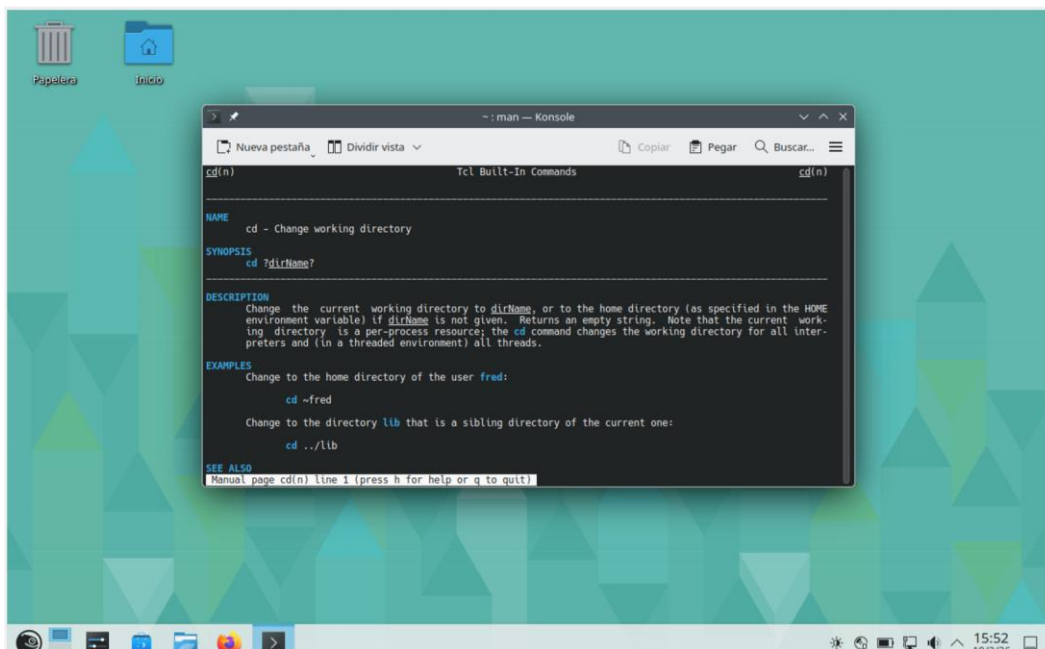 Papelera
Inicio
~ : man — Konsole
Nueva pestaña Dividir vista Copiar Pegar Buscar...
cd(n) Tcl Built-In Commands cd(n)
NAME
cd - Change working directory
SYNOPSIS
cd ?dirName?
DESCRIPTION
Change the current working directory to dirName, or to the home directory (as specified in the HOME
environment variable) if dirName is not given. Returns an empty string. Note that the current work-
ing directory is a per-process resource; the cd command changes the working directory for all inter-
preters and (in a threaded environment) all threads.
EXAMPLES
Change to the home directory of the user fred:
cd ~fred
Change to the directory lib that is a sibling directory of the current one:
cd ../lib
SEE ALSO
Manual page cd(n) line 1 (press h for help or q to quit)
15:52